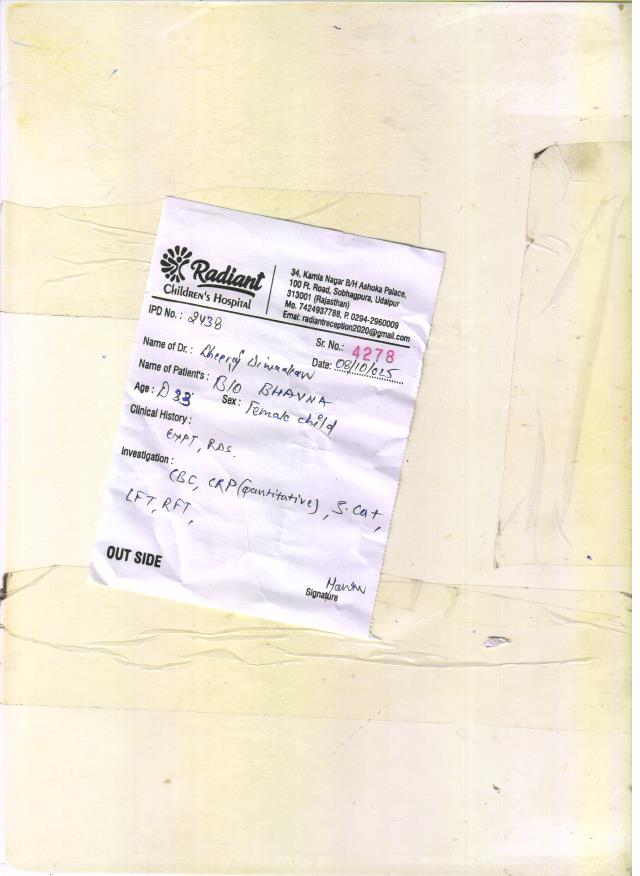 Radiant
Children's Hospital
34, Kamla Nagar B/H Ashoka Palace,
100 Ft. Road, Sobhagpura, Udaipur
313001 (Rajasthan)
Mo. 7424937788, P. 0294-2960009
Email: radiantreception2020@gmail.com
IPD No.: 2438
Sr. No.: 4278
Name of Dr.: Dheeraj
Date: 08/10/025
Name of Patient's: B/O BHAVNA
Age: D33 Sex: Female child
Clinical History:
EXPT, RDS.
Investigation:
CBC, CRP (quantitative), S. Cat,
LFT, RFT,
OUT SIDE
Signature